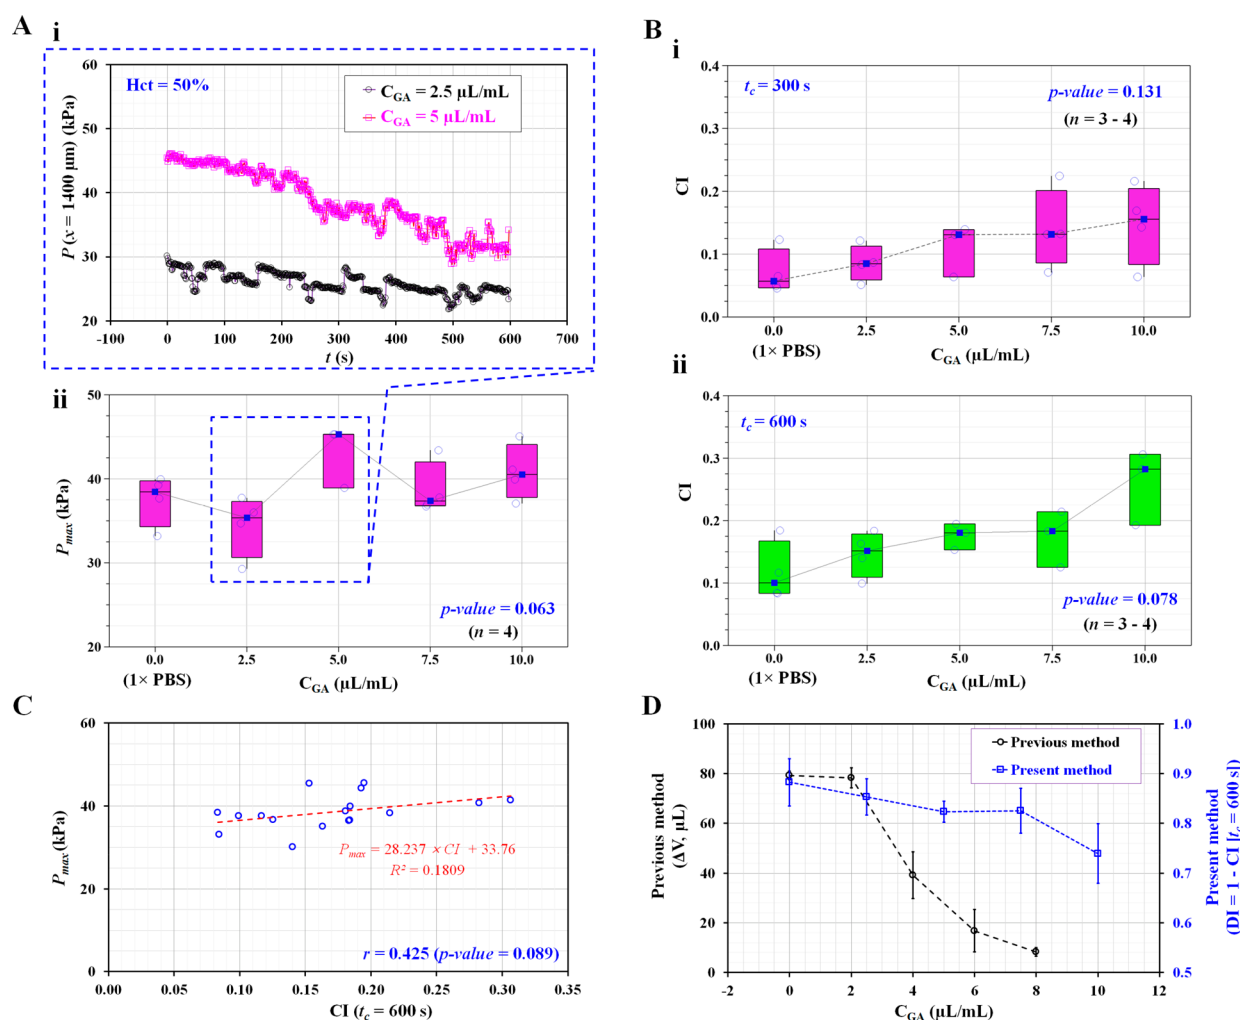 A
i
60
50
40
30
20
P (x = 1400 µm) (kPa)
Hct = 50%
C_GA = 2.5 µL/mL
C_GA = 5 µL/mL
-100 0 100 200 300 400 500 600 700
t (s)
ii
50
40
30
20
P_max (kPa)
p-value = 0.063
(n = 4)
0.0 2.5 5.0 7.5 10.0
(1× PBS)
C_GA (µL/mL)
B
i
0.4
0.3
0.2
0.1
0.0
CI
t_c = 300 s
p-value = 0.131
(n = 3 - 4)
0.0 2.5 5.0 7.5 10.0
(1× PBS)
C_GA (µL/mL)
ii
0.4
0.3
0.2
0.1
0.0
CI
t_c = 600 s
p-value = 0.078
(n = 3 - 4)
0.0 2.5 5.0 7.5 10.0
(1× PBS)
C_GA (µL/mL)
C
60
40
20
0
P_max (kPa)
P_max = 28.237 × CI + 33.76
R² = 0.1809
r = 0.425 (p-value = 0.089)
0.00 0.05 0.10 0.15 0.20 0.25 0.30 0.35
CI (t_c = 600 s)
D
100
80
60
40
20
0
Previous method
(ΔV, µL)
Previous method
Present method
1.0
0.9
0.8
0.7
0.6
0.5
Present method
(DI = 1 - CI [t_c = 600 s])
-2 0 2 4 6 8 10 12
C_GA (µL/mL)